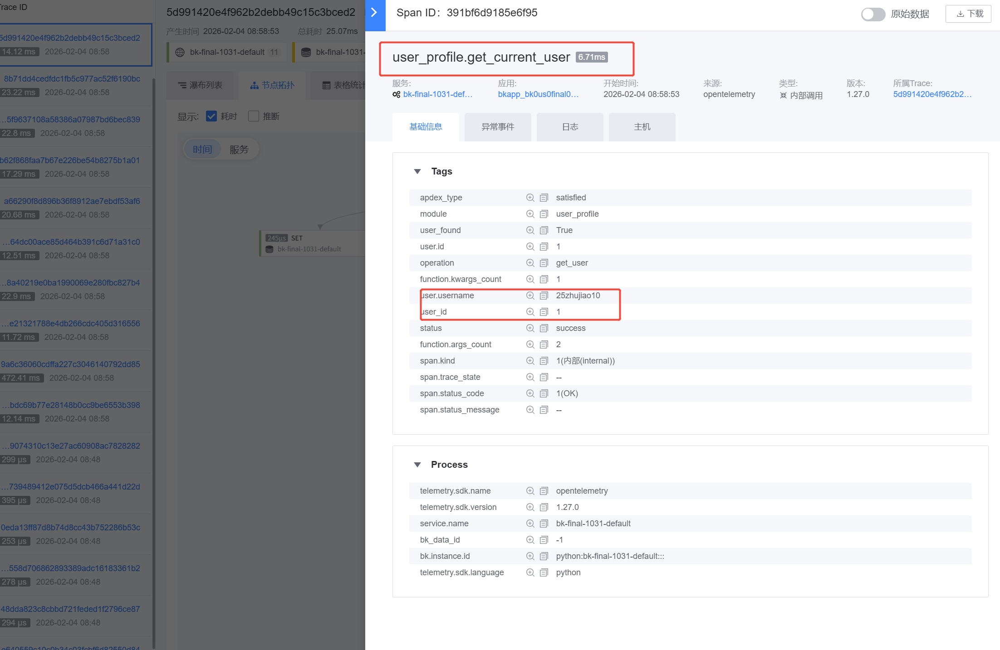 Trace ID
5d991420e4f962b2debb49c15c3bced2
14.12 ms 2026-02-04 08:58
8b71dd4cedfdc1fb5c977ac52f6190bc
23.22 ms 2026-02-04 08:58
…5f9637108a58386a07987bd6bec839
22.8 ms 2026-02-04 08:58
b62f868faa7b67e226be54b8275b1a01
17.29 ms 2026-02-04 08:58
a66290f8d896b36f8912ae7ebdf53af6
20.68 ms 2026-02-04 08:58
…64dc00ace85d464b391c6d71a31c0
12.51 ms 2026-02-04 08:58
…8a40219e0ba1990069e280fbc827b4
22.9 ms 2026-02-04 08:58
…e21321788e4db266cdc405d316556
11.72 ms 2026-02-04 08:58
9a6c36060cdffa227c3046140792dd85
472.41 ms 2026-02-04 08:58
…bdc69b77e28148b0cc9be6553b398
12.14 ms 2026-02-04 08:58
…9074310c13e27ac60908ac7828282
299 μs 2026-02-04 08:48
…739489412e075d5dcb466a441d22d
395 μs 2026-02-04 08:48
0eda13ff87d8b74d8cc43b752286b53c
253 μs 2026-02-04 08:48
…558d706862893389adc16183361b2
278 μs 2026-02-04 08:48
48dda823c8cbbd721feded1f2796ce87
294 μs 2026-02-04 08:48
5d991420e4f962b2debb49c15c3bced2
产生时间 2026-02-04 08:58:53 总耗时 25.07ms
bk-final-1031-default 11 bk-final-1031-
瀑布列表 节点拓扑 表格统计
显示: 耗时 推断
时间 服务
245μs SET
bk-final-1031-default
Span ID: 391bf6d9185e6f95 原始数据 下载
user_profile.get_current_user 6.71ms
服务: 应用: 开始时间: 来源: 类型: 版本: 所属Trace:
bk-final-1031-def… bkapp_bk0us0final0… 2026-02-04 08:58:53 opentelemetry 内部调用 1.27.0 5d991420e4f962b2…
基础信息 异常事件 日志 主机
Tags
apdex_type satisfied
module user_profile
user_found True
user.id 1
operation get_user
function.kwargs_count 1
user.username 25zhujiao10
user_id 1
status success
function.args_count 2
span.kind 1(内部(internal))
span.trace_state --
span.status_code 1(OK)
span.status_message --
Process
telemetry.sdk.name opentelemetry
telemetry.sdk.version 1.27.0
service.name bk-final-1031-default
bk_data_id -1
bk.instance.id python:bk-final-1031-default:::
telemetry.sdk.language python